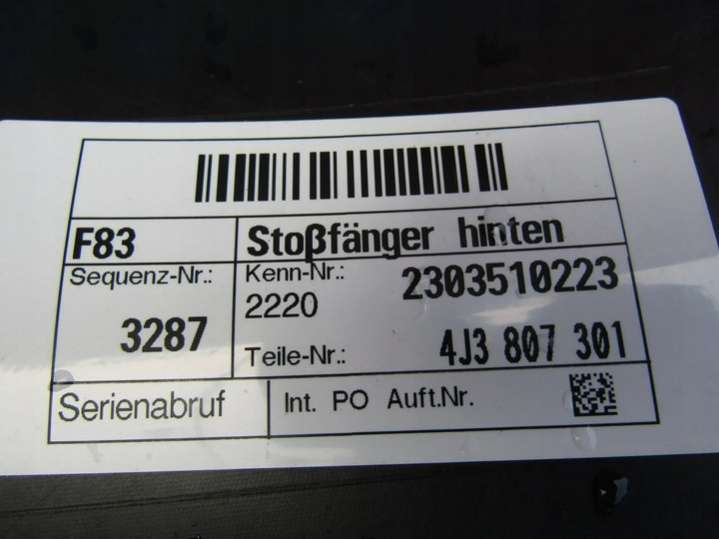 F83
Stoßfänger hinten
Sequenz-Nr.:
3287
Kenn-Nr.:
2220
2303510223
Teile-Nr.:
4J3 807 301
Serienabruf
Int. PO Auft.Nr.